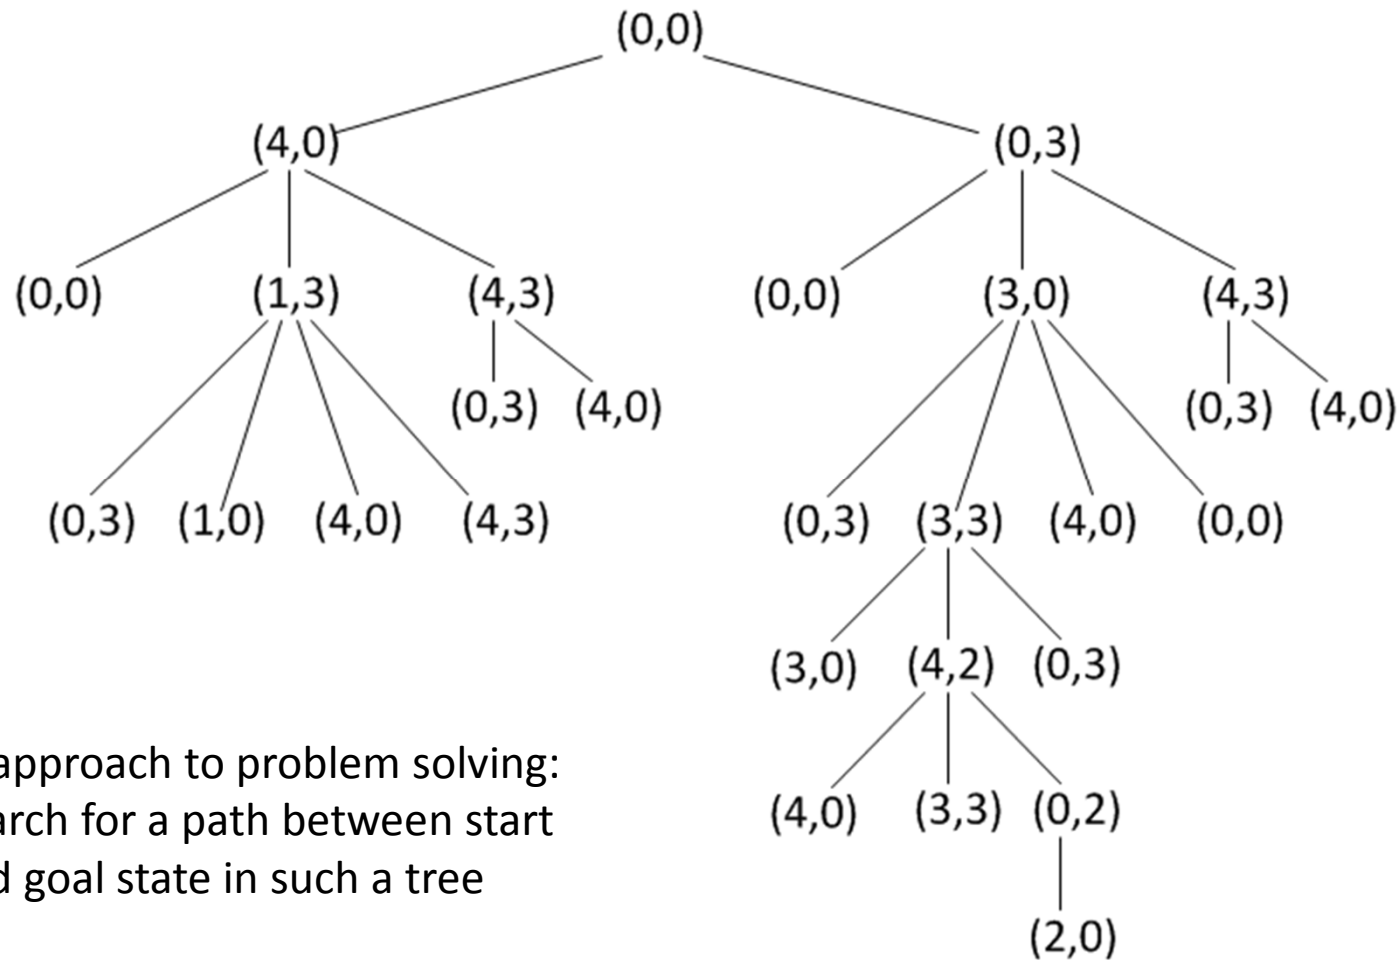 (0,0)
(4,0) (0,3)
(0,0) (1,3) (4,3) (0,0) (3,0) (4,3)
(0,3) (4,0) (0,3) (4,0)
(0,3) (1,0) (4,0) (4,3) (0,3) (3,3) (4,0) (0,0)
(3,0) (4,2) (0,3)
approach to problem solving:
(4,0) (3,3) (0,2)
arch for a path between start
d goal state in such a tree
(2,0)